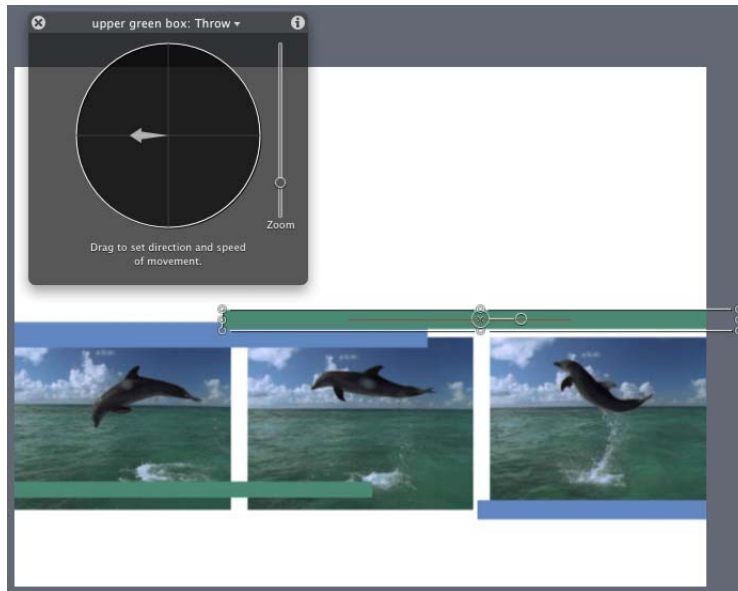 upper green box: Throw
Zoom
Drag to set direction and speed
of movement.